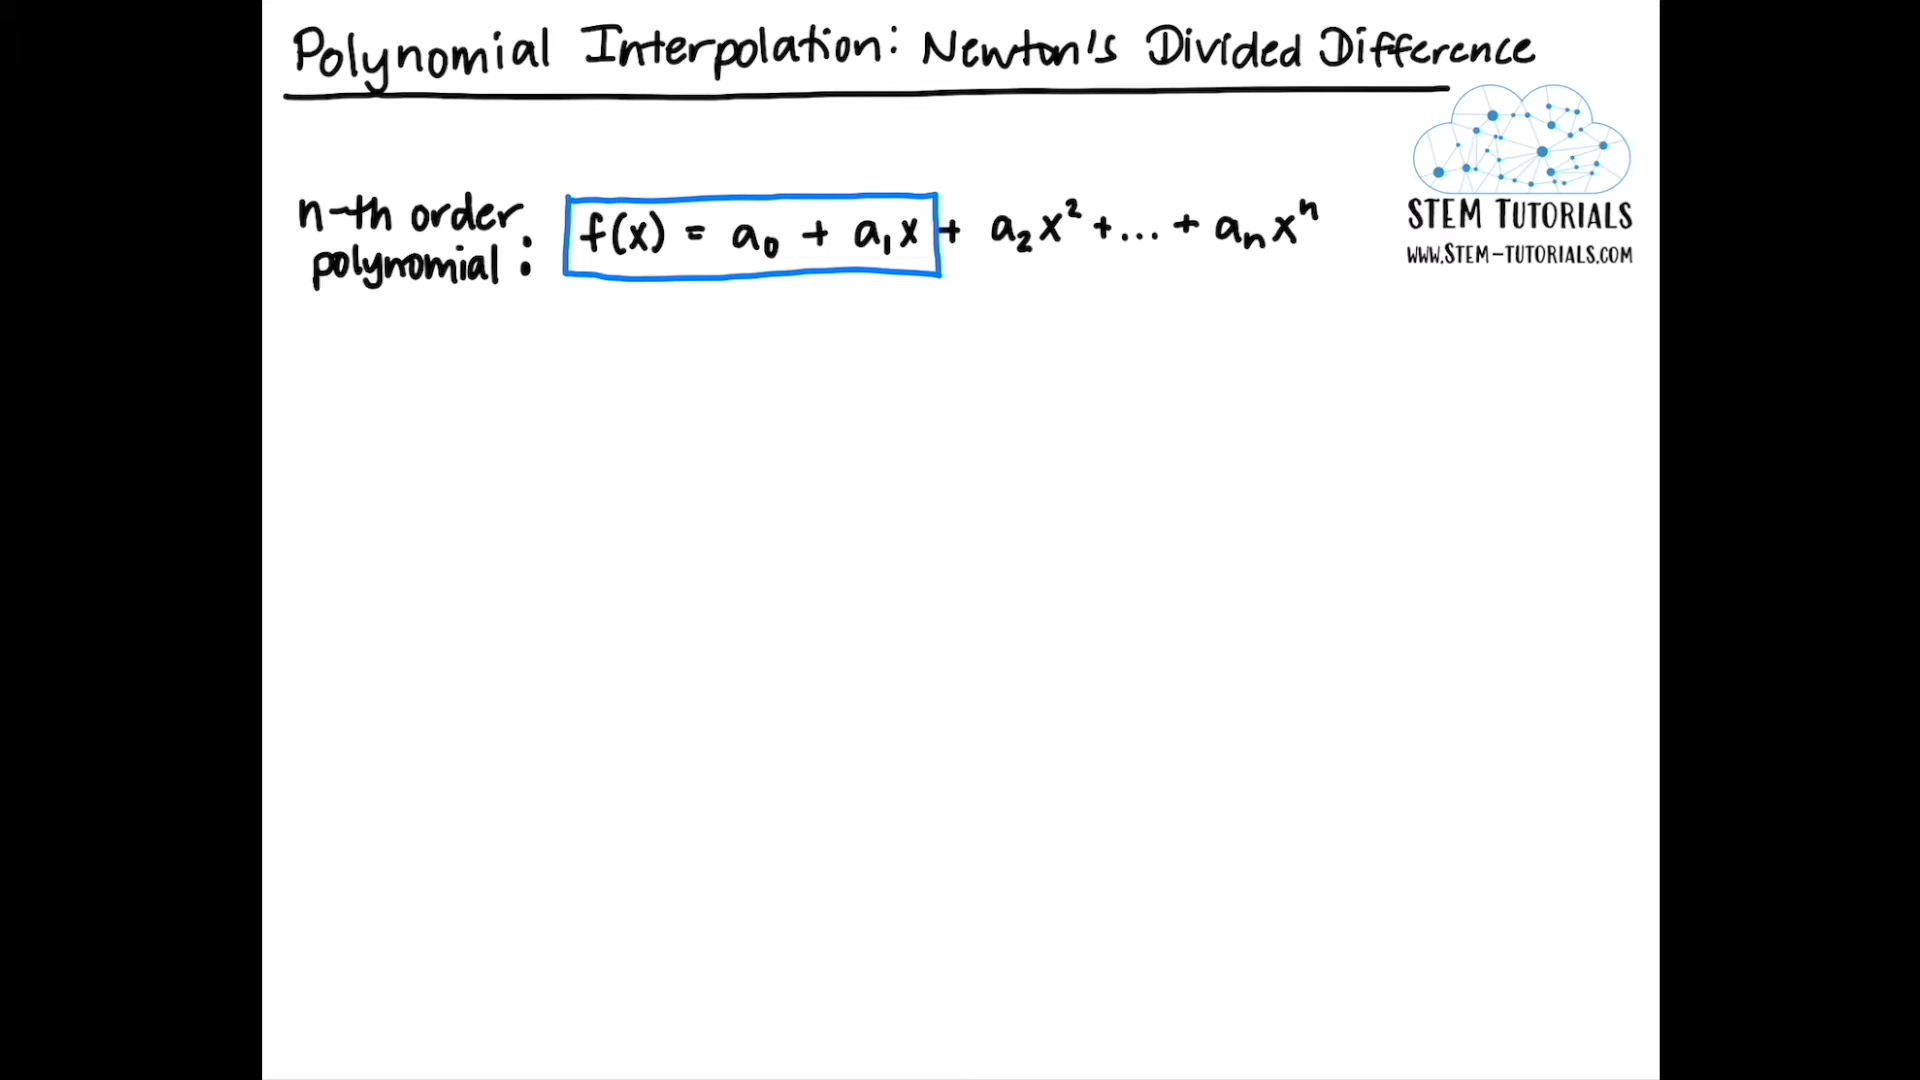 Polynomial Interpolation: Newton's Divided Difference
n-th order polynomial: f(x) = a₀ + a₁x + a₂x² + ... + aₙxⁿ
STEM TUTORIALS
WWW.STEM-TUTORIALS.COM